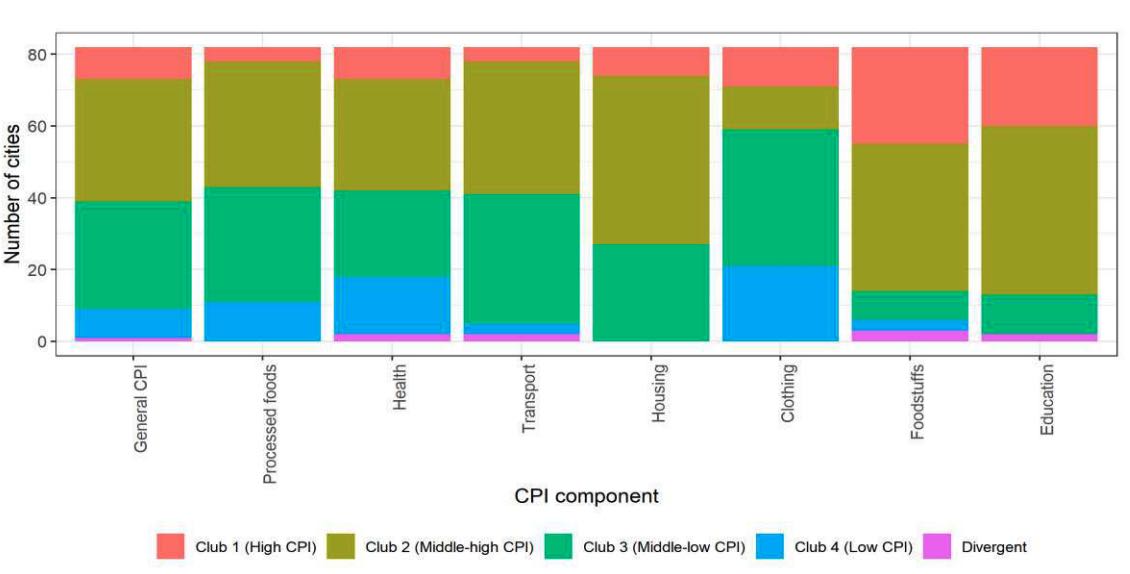 Number of cities
80
60
40
20
0
General CPI
Processed foods
Health
Transport
Housing
Clothing
Foodstuffs
Education
CPI component
Club 1 (High CPI) Club 2 (Middle-high CPI) Club 3 (Middle-low CPI) Club 4 (Low CPI) Divergent